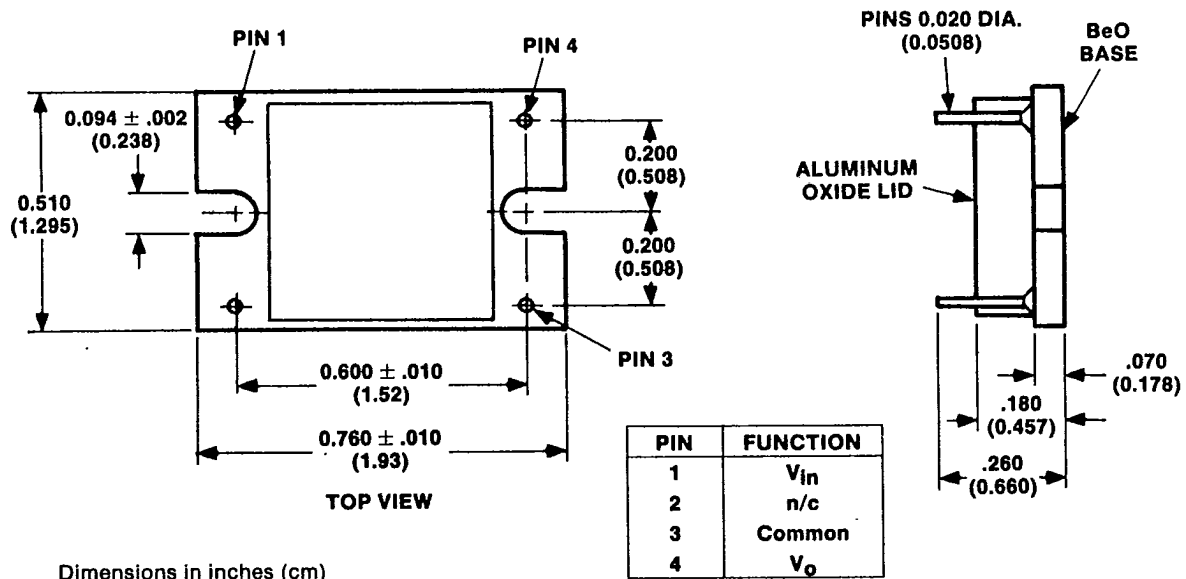 PIN 1
PIN 4
0.094 ± .002
(0.238)
0.510
(1.295)
0.200
(0.508)
0.200
(0.508)
PIN 3
0.600 ± .010
(1.52)
0.760 ± .010
(1.93)
TOP VIEW
PINS 0.020 DIA.
(0.0508)
BeO
BASE
ALUMINUM
OXIDE LID
.070
(0.178)
.180
(0.457)
.260
(0.660)
PIN FUNCTION
1 Vin
2 n/c
3 Common
4 Vo
Dimensions in inches (cm)